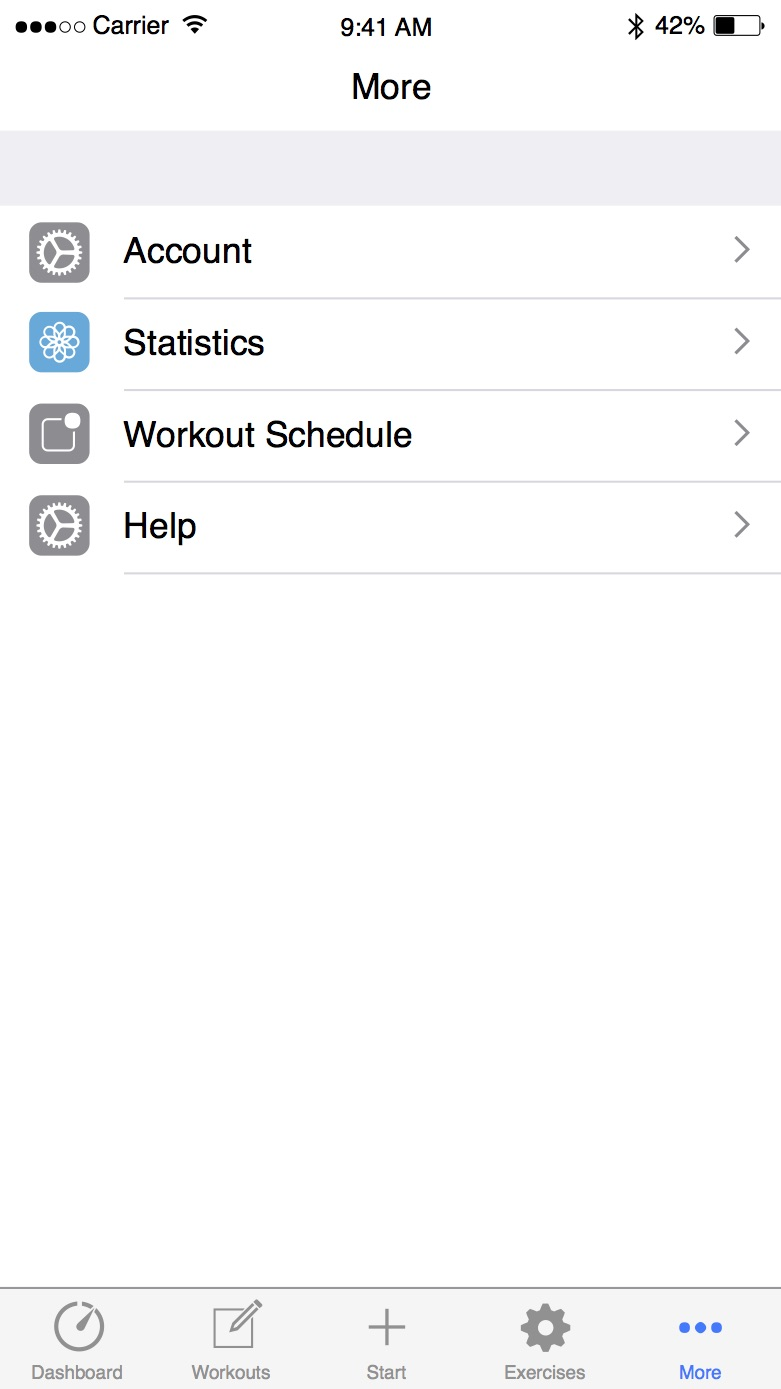 Carrier 9:41 AM 42%
More
Account
Statistics
Workout Schedule
Help
Dashboard Workouts Start Exercises More